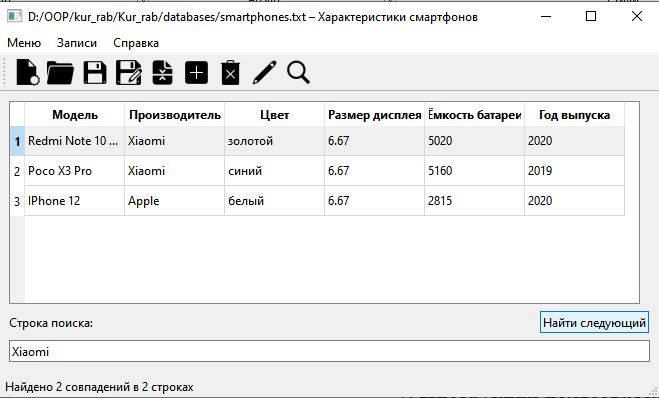 D:/OOP/kur_rab/Kur_rab/databases/smartphones.txt – Характеристики смартфонов
Меню Записи Справка
Модель Производитель Цвет Размер дисплея Ёмкость батареи Год выпуска
1 Redmi Note 10 ... Xiaomi золотой 6.67 5020 2020
2 Poco X3 Pro Xiaomi синий 6.67 5160 2019
3 IPhone 12 Apple белый 6.67 2815 2020
Строка поиска: Найти следующий
Xiaomi
Найдено 2 совпадений в 2 строках